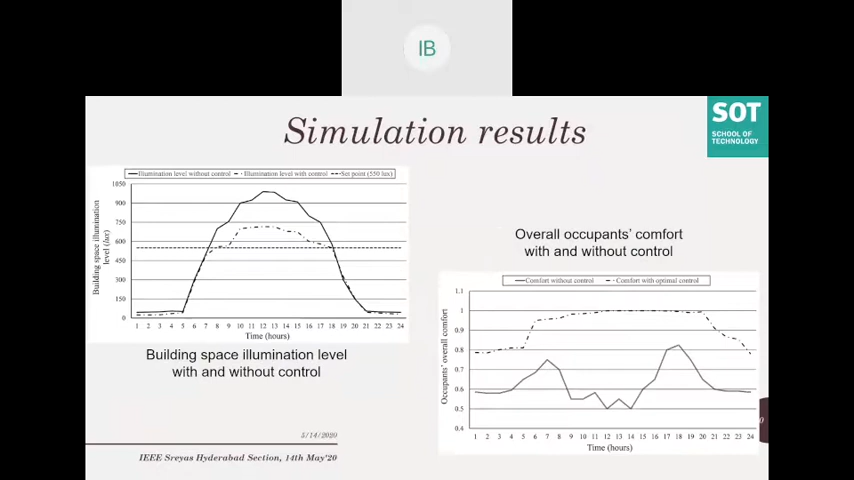 IB
Simulation results
SOT
SCHOOL OF
TECHNOLOGY
Illumination level without control
Illumination level with control
Set point (550 lux)
1050
900
750
600
450
300
150
0
Building space illumination
level (lux)
1 2 3 4 5 6 7 8 9 10 11 12 13 14 15 16 17 18 19 20 21 22 23 24
Time (hours)
Building space illumination level
with and without control
Overall occupants' comfort
with and without control
Comfort without control
Comfort with optimal control
1.1
1
0.9
0.8
0.7
0.6
0.5
0.4
Occupants' overall comfort
1 2 3 4 5 6 7 8 9 10 11 12 13 14 15 16 17 18 19 20 21 22 23 24
Time (hours)
5/14/2020
IEEE Sreyas Hyderabad Section, 14th May'20